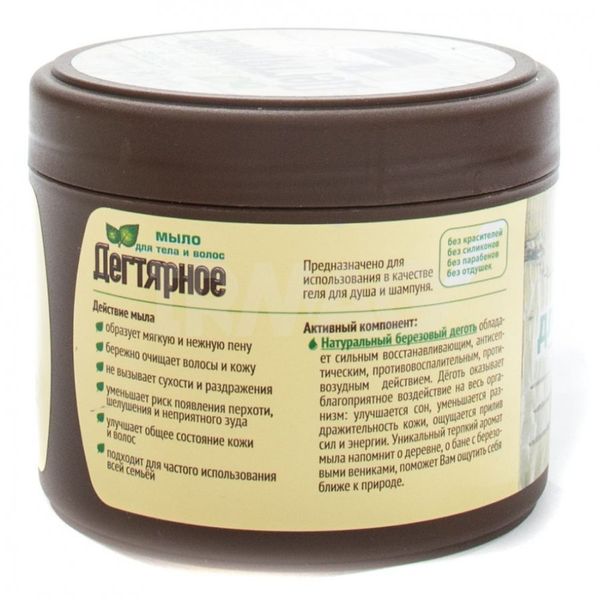 МЫЛО
для тела и волос
Дегтярное
Действие мыла
образует мягкую и нежную пену
бережно очищает волосы и кожу
не вызывает сухости и раздражения
уменьшает риск появления перхоти,
шелушения и неприятного зуда
улучшает общее состояние кожи
и волос
подходит для частого использования
всей семьёй
Предназначено для
использования в качестве
геля для душа и шампуня.
без красителей
без силиконов
без парабенов
без отдушек
Активный компонент:
Натуральный березовый деготь облада-
ет сильным восстанавливающим, антисеп-
тическим, противовоспалительным, проти-
возудным действием. Дёготь оказывает
благоприятное воздействие на весь орга-
низм: улучшается сон, уменьшается раз-
дражительность кожи, ощущается прилив
сил и энергии. Уникальный терпкий аромат
мыла напомнит о деревне, о бане с березо-
выми вениками, поможет Вам ощутить себя
ближе к природе.